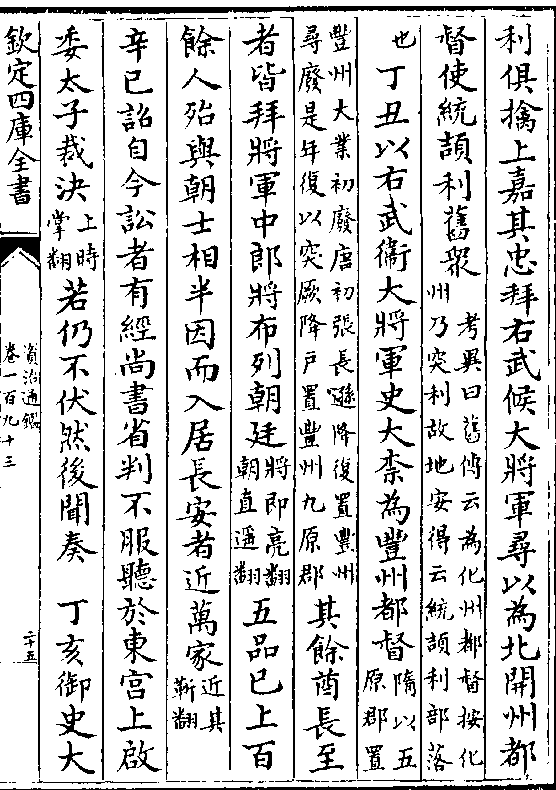 利俱擒上嘉其忠拜右武候大將軍尋以為北開州都
督使統頡利舊衆
考異曰舊傳云為化州都督按化
州乃突利故地安得云統頡利部落
也
丁丑以右武衛大將軍史大柰為豐州都督
隋以五
原郡置
豐州大業初廢唐初張長遜降復置豐州
尋廢是年復以突厥降戶置豐州九原郡
其餘酋長至
者皆拜將軍中郎將布列朝廷
將即亮翻
朝直遥翻
五品已上百
餘人殆與朝士相半因而入居長安者近萬家
近其
靳翻
辛巳詔自今訟者有經尚書省判不服聽於東宮上啟
委太子裁決
上時
掌翻
若仍不伏然後聞奏 丁亥御史大
欽定四庫全書
資治通鑑
卷一百九十三
二十五